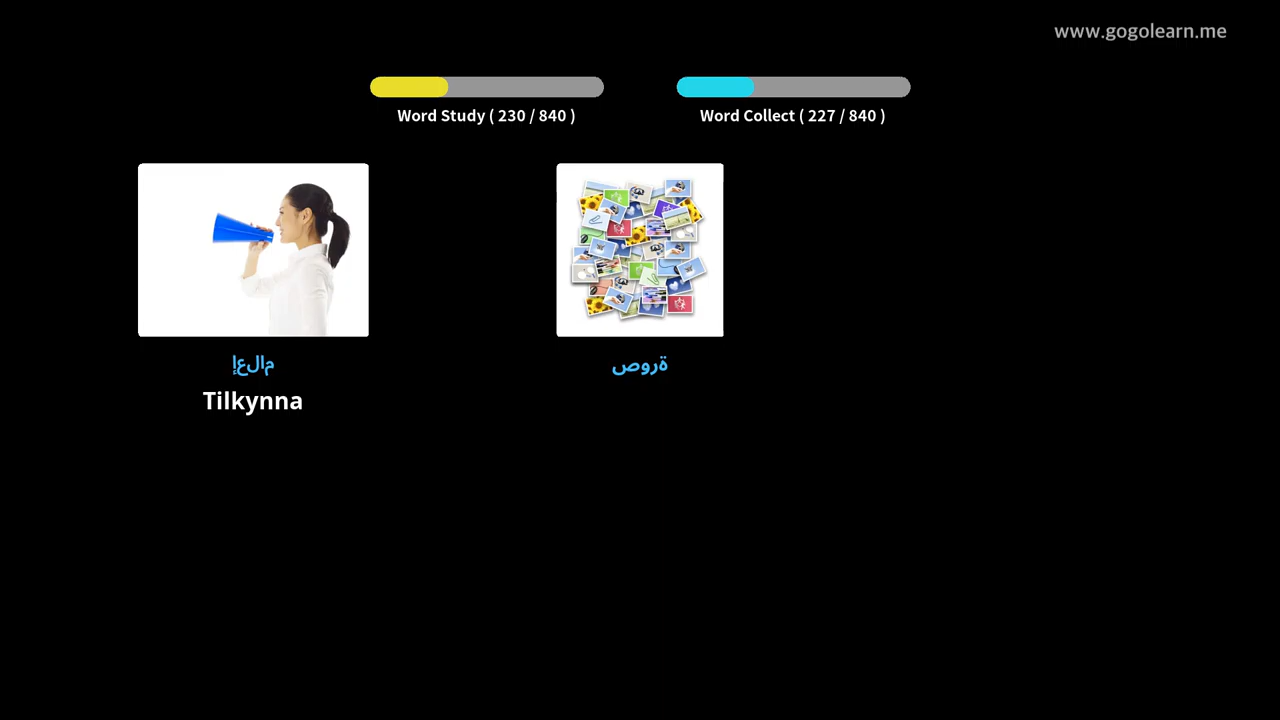 www.gogolearn.me
Word Study ( 230 / 840 )
Word Collect ( 227 / 840 )
مالعإ
Tilkynna
ةروص